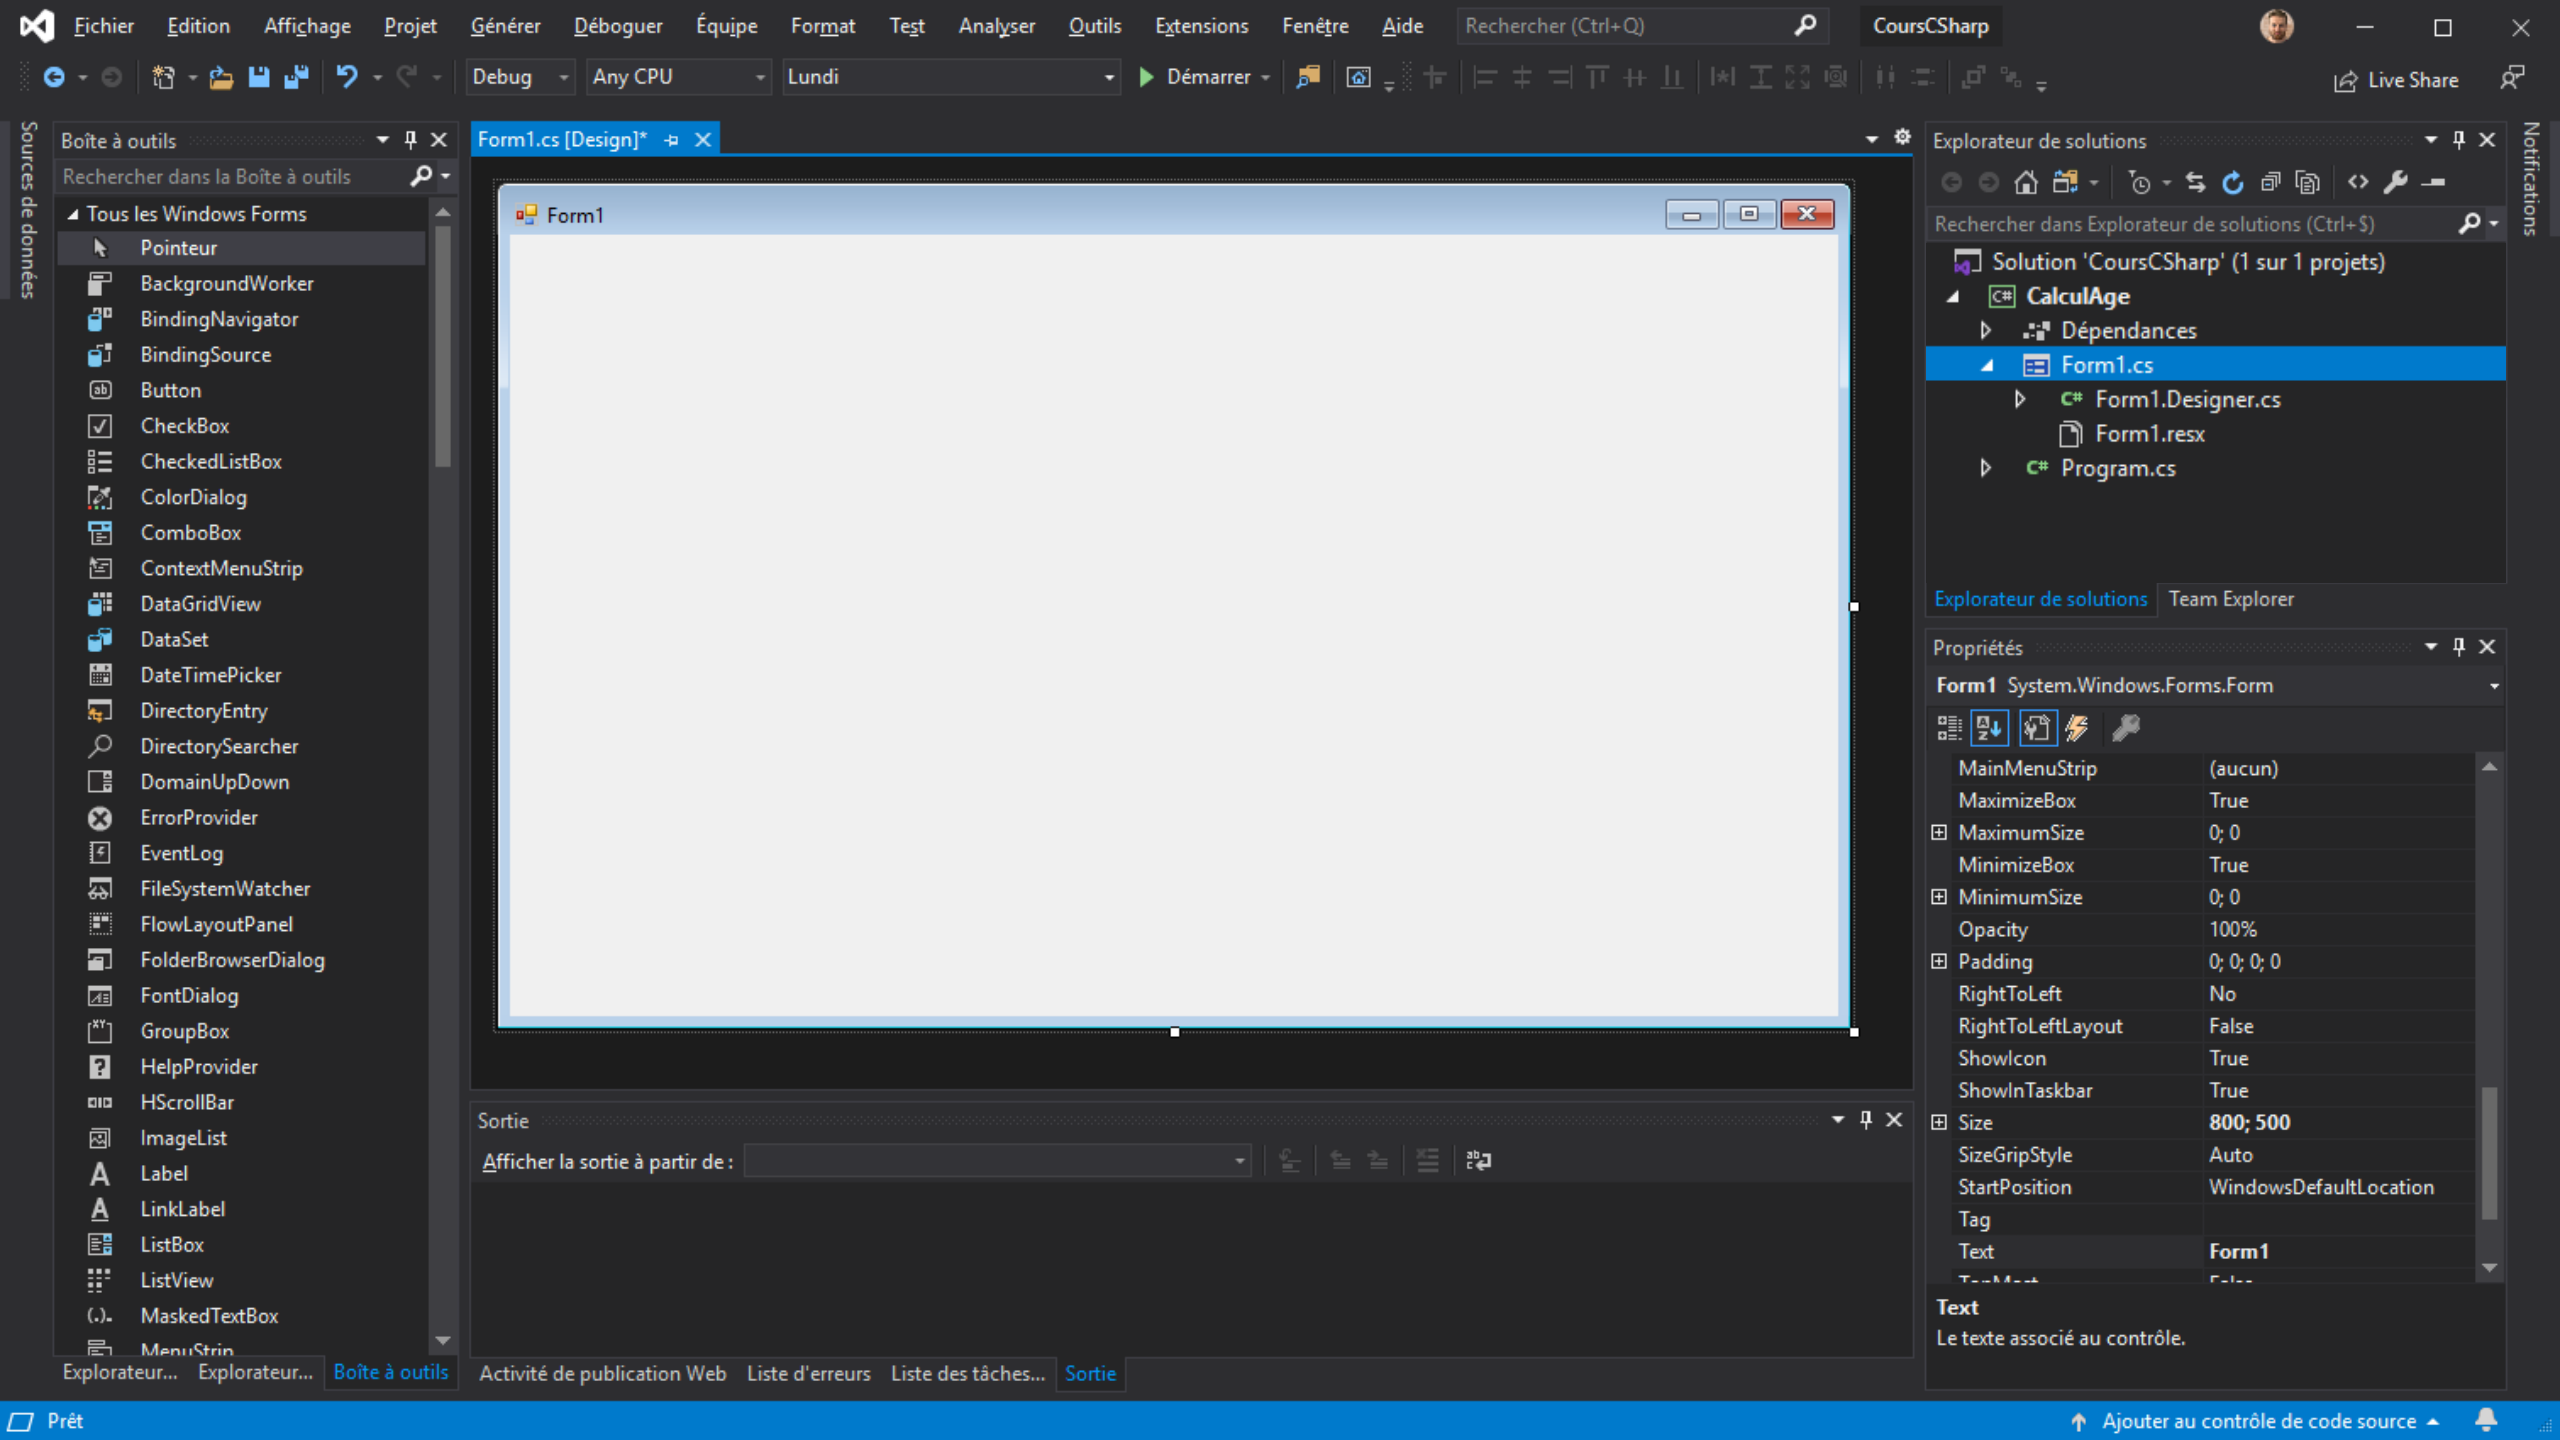 Fichier Edition Affichage Projet Générer Déboguer Équipe Format Test Analyser Outils Extensions Fenêtre Aide Rechercher (Ctrl+Q) CoursCSharp
Debug Any CPU Lundi Démarrer Live Share
Sources de données
Boîte à outils
Rechercher dans la Boîte à outils
Tous les Windows Forms
Pointeur
BackgroundWorker
BindingNavigator
BindingSource
Button
CheckBox
CheckedListBox
ColorDialog
ComboBox
ContextMenuStrip
DataGridView
DataSet
DateTimePicker
DirectoryEntry
DirectorySearcher
DomainUpDown
ErrorProvider
EventLog
FileSystemWatcher
FlowLayoutPanel
FolderBrowserDialog
FontDialog
GroupBox
HelpProvider
HScrollBar
ImageList
Label
LinkLabel
ListBox
ListView
MaskedTextBox
MenuStrip
Explorateur... Explorateur... Boîte à outils
Form1.cs [Design]*
Form1
Sortie
Afficher la sortie à partir de :
Activité de publication Web Liste d'erreurs Liste des tâches... Sortie
Explorateur de solutions
Rechercher dans Explorateur de solutions (Ctrl+$)
Solution 'CoursCSharp' (1 sur 1 projets)
C# CalculAge
Dépendances
Form1.cs
C# Form1.Designer.cs
Form1.resx
C# Program.cs
Explorateur de solutions Team Explorer
Propriétés
Form1 System.Windows.Forms.Form
MainMenuStrip (aucun)
MaximizeBox True
MaximumSize 0; 0
MinimizeBox True
MinimumSize 0; 0
Opacity 100%
Padding 0; 0; 0; 0
RightToLeft No
RightToLeftLayout False
ShowIcon True
ShowInTaskbar True
Size 800; 500
SizeGripStyle Auto
StartPosition WindowsDefaultLocation
Tag
Text Form1
TopMost False
Text
Le texte associé au contrôle.
Notifications
Prêt
Ajouter au contrôle de code source